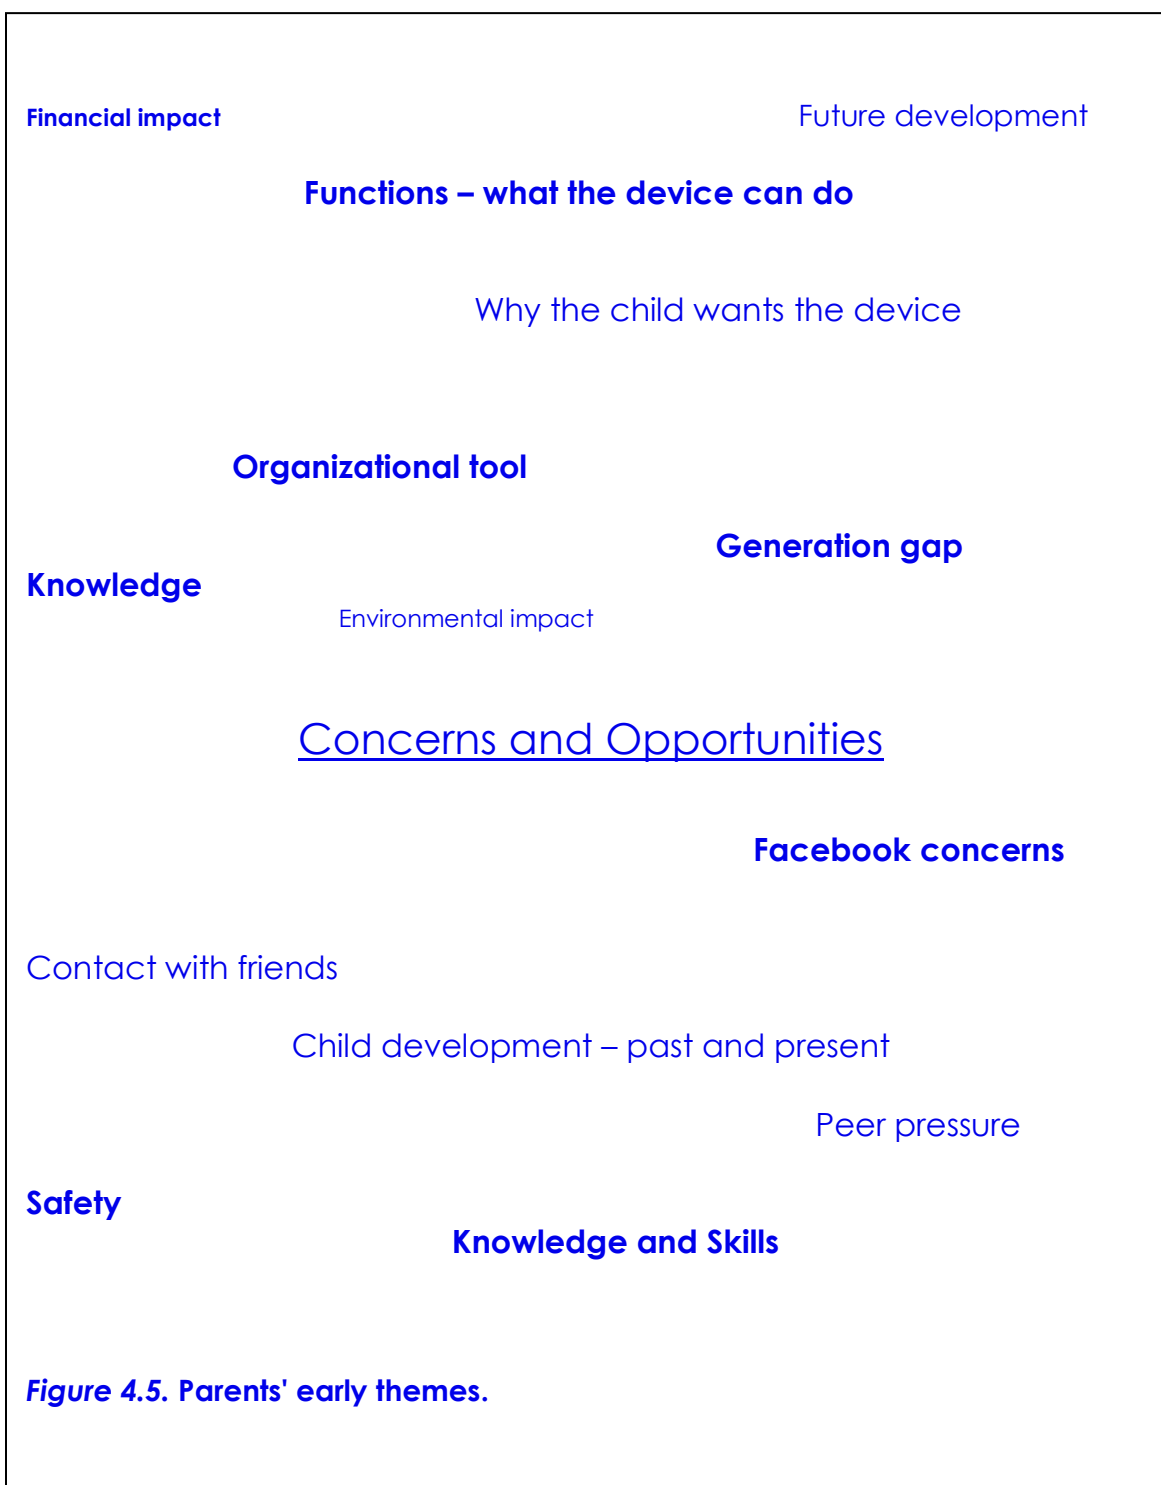 Financial impact
Future development
Functions – what the device can do
Why the child wants the device
Organizational tool
Generation gap
Knowledge
Environmental impact
Concerns and Opportunities
Facebook concerns
Contact with friends
Child development – past and present
Peer pressure
Safety
Knowledge and Skills
Figure 4.5. Parents' early themes.